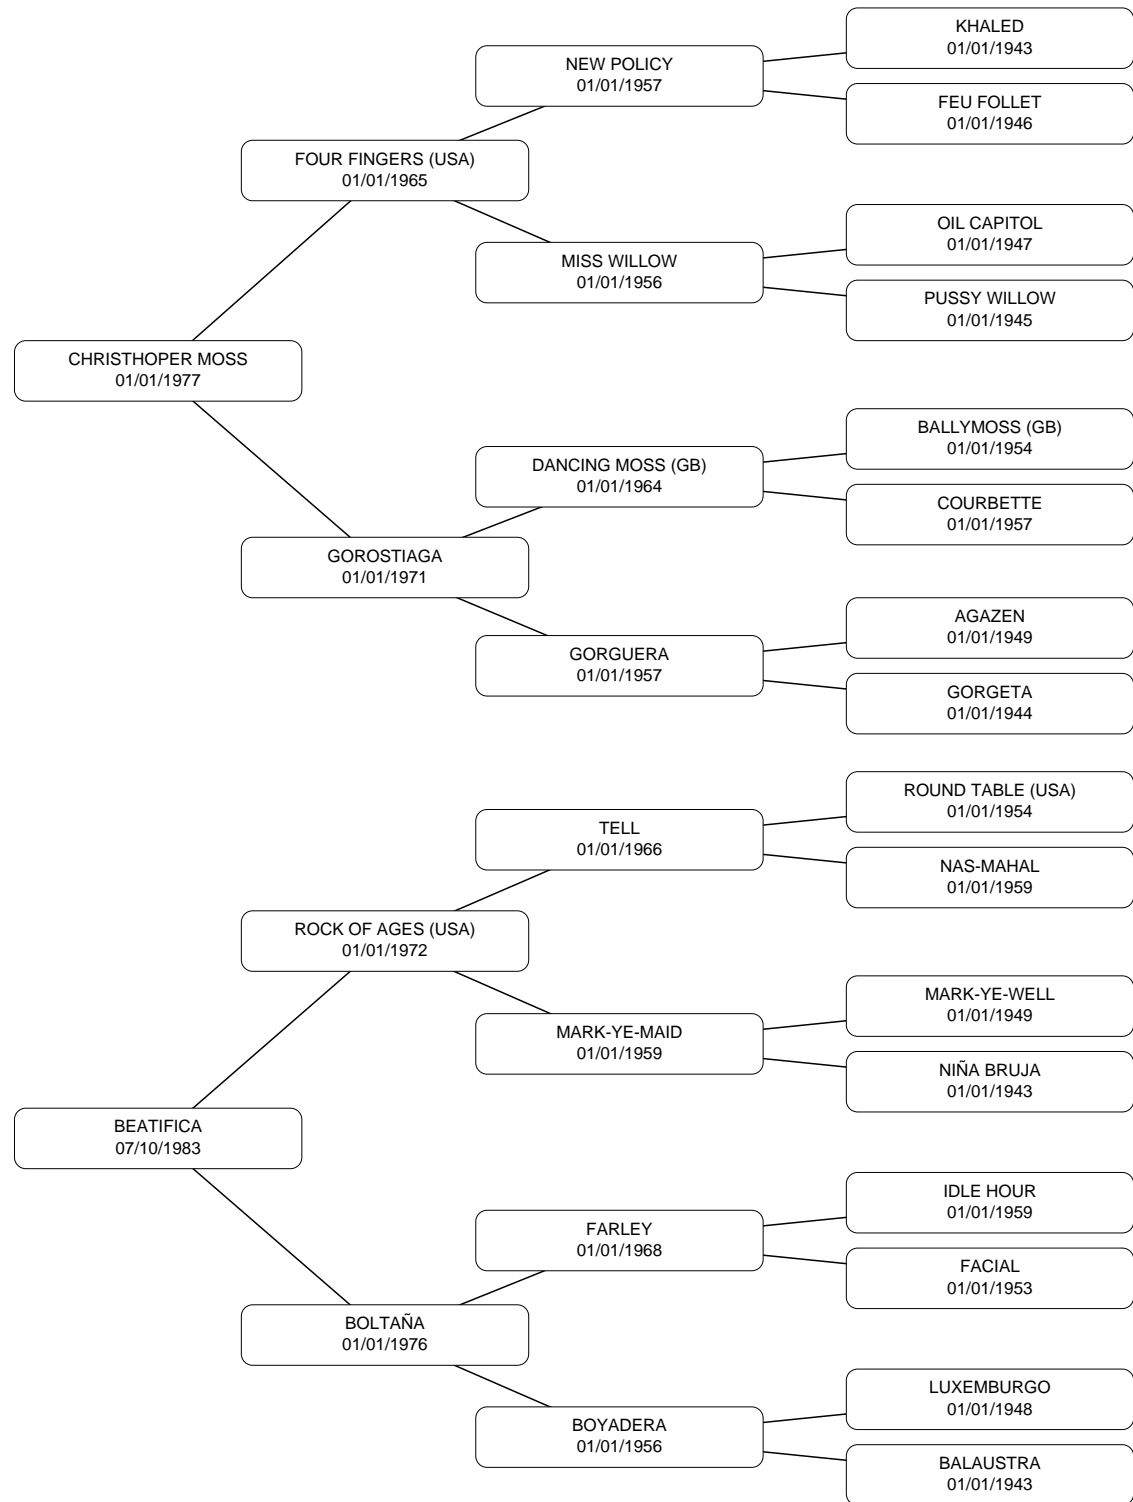 KHALED
01/01/1943
NEW POLICY
01/01/1957
FEU FOLLET
01/01/1946
FOUR FINGERS (USA)
01/01/1965
OIL CAPITOL
01/01/1947
MISS WILLOW
01/01/1956
PUSSY WILLOW
01/01/1945
CHRISTHOPER MOSS
01/01/1977
BALLYMOSS (GB)
01/01/1954
DANCING MOSS (GB)
01/01/1964
COURBETTE
01/01/1957
GOROSTIAGA
01/01/1971
AGAZEN
01/01/1949
GORGUERA
01/01/1957
GORGETA
01/01/1944
ROUND TABLE (USA)
01/01/1954
TELL
01/01/1966
NAS-MAHAL
01/01/1959
ROCK OF AGES (USA)
01/01/1972
MARK-YE-WELL
01/01/1949
MARK-YE-MAID
01/01/1959
NIÑA BRUJA
01/01/1943
BEATIFICA
07/10/1983
IDLE HOUR
01/01/1959
FARLEY
01/01/1968
FACIAL
01/01/1953
BOLTAÑA
01/01/1976
LUXEMBURGO
01/01/1948
BOYADERA
01/01/1956
BALAUSTRA
01/01/1943